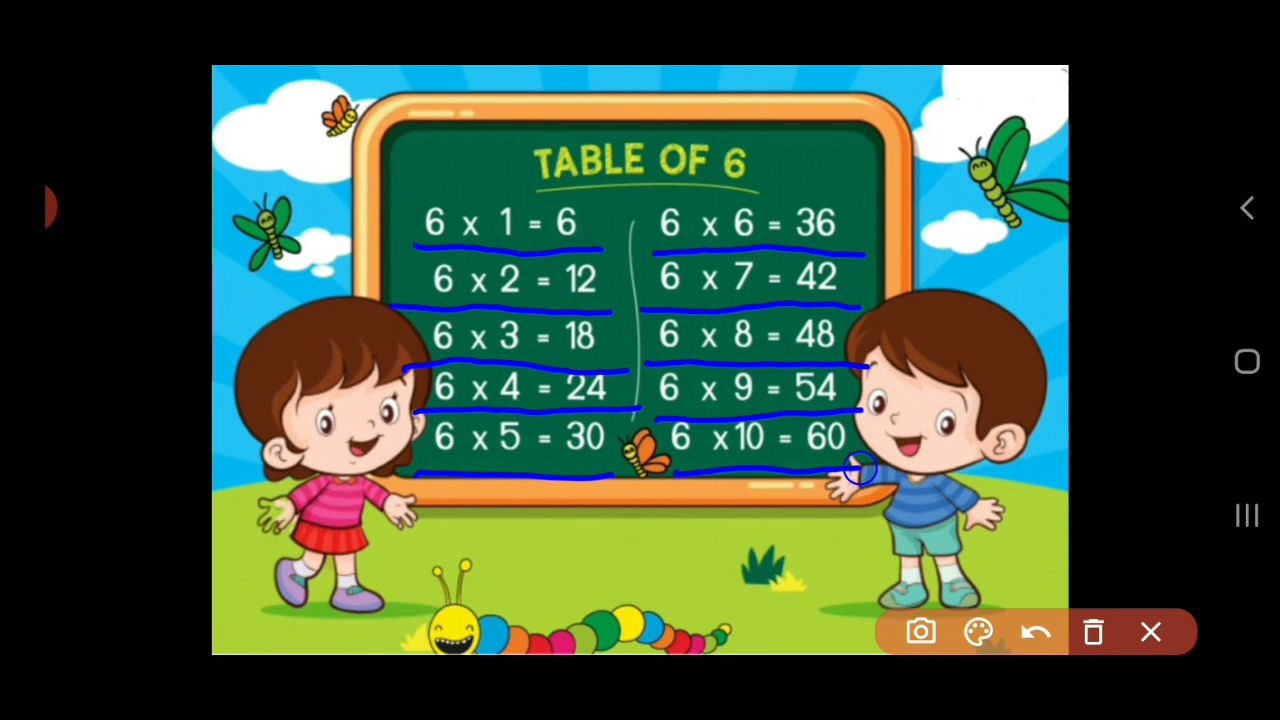 TABLE OF 6
6 x 1 = 6
6 x 2 = 12
6 x 3 = 18
6 x 4 = 24
6 x 5 = 30
6 x 6 = 36
6 x 7 = 42
6 x 8 = 48
6 x 9 = 54
6 x 10 = 60